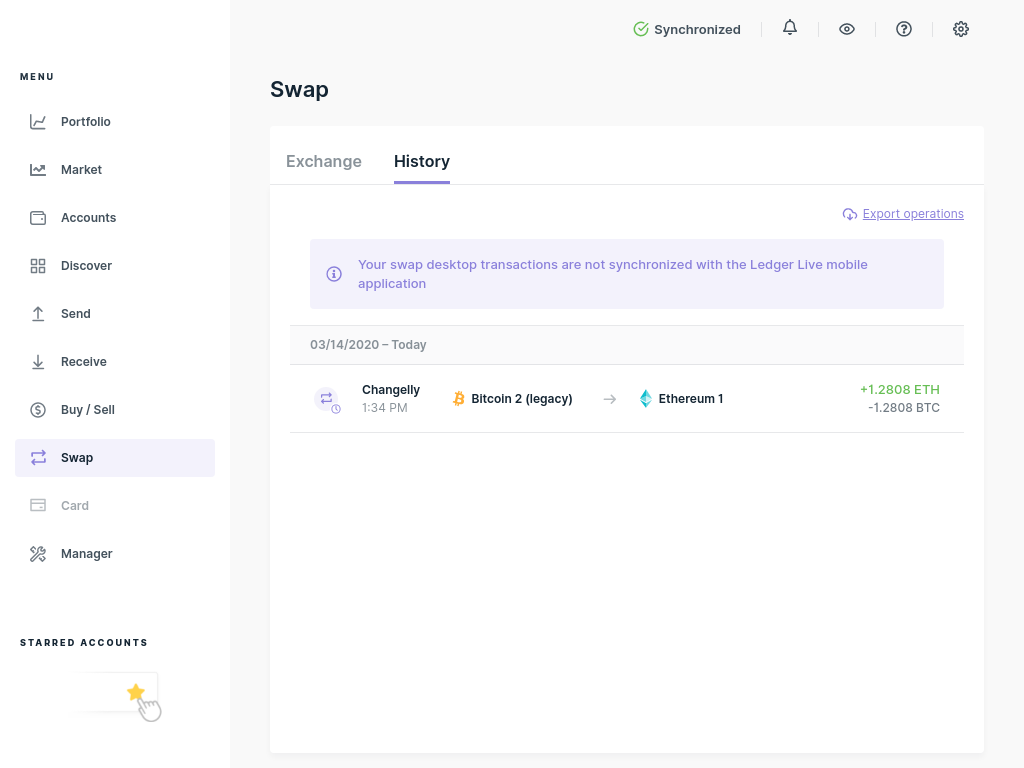 Synchronized
MENU
Portfolio
Market
Accounts
Discover
Send
Receive
Buy / Sell
Swap
Card
Manager
STARRED ACCOUNTS
Swap
Exchange
History
Export operations
Your swap desktop transactions are not synchronized with the Ledger Live mobile
application
03/14/2020 – Today
Changelly
1:34 PM
Bitcoin 2 (legacy)
Ethereum 1
+1.2808 ETH
-1.2808 BTC